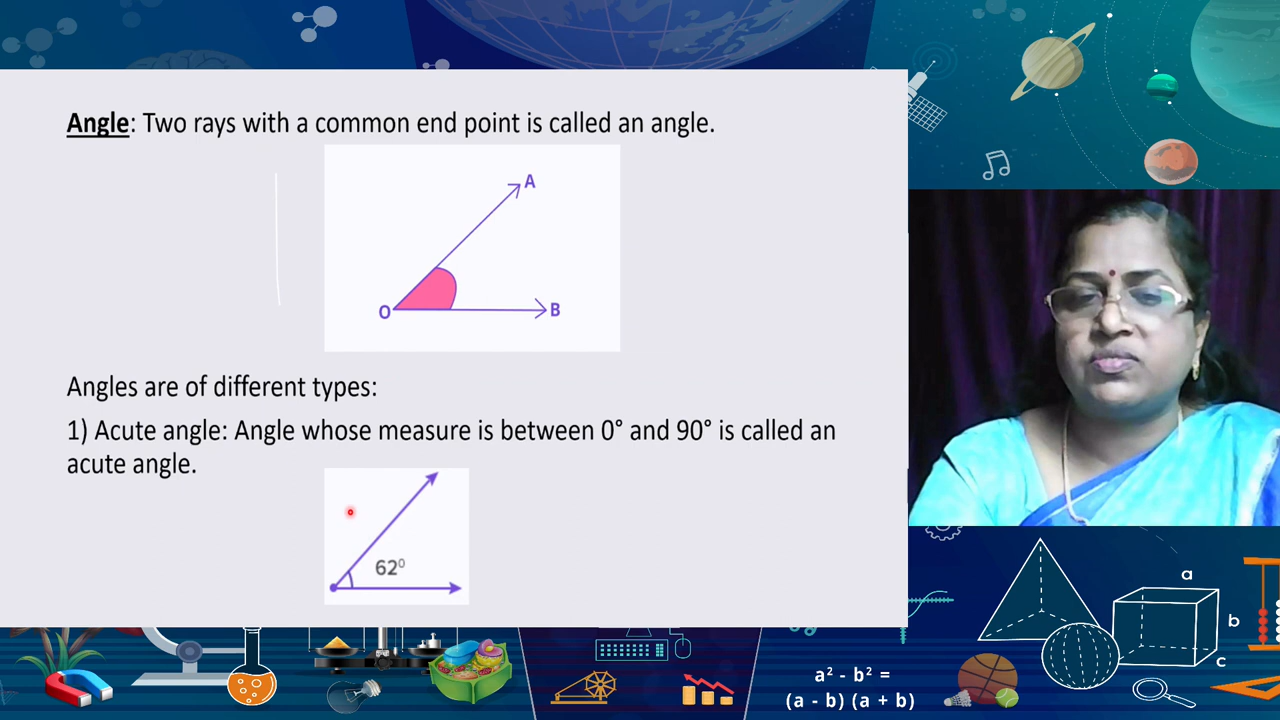 Angle: Two rays with a common end point is called an angle.
A
O
B
Angles are of different types:
1) Acute angle: Angle whose measure is between 0° and 90° is called an
acute angle.
62⁰
a
b
c
a² - b² =
(a - b) (a + b)